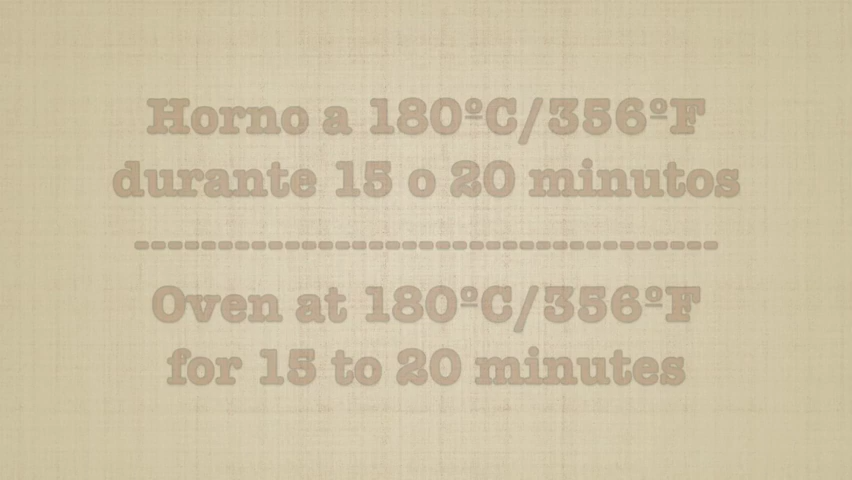 Horno a 180ºC/356ºF
durante 15 o 20 minutos
-----------------------------------
Oven at 180ºC/356ºF
for 15 to 20 minutes